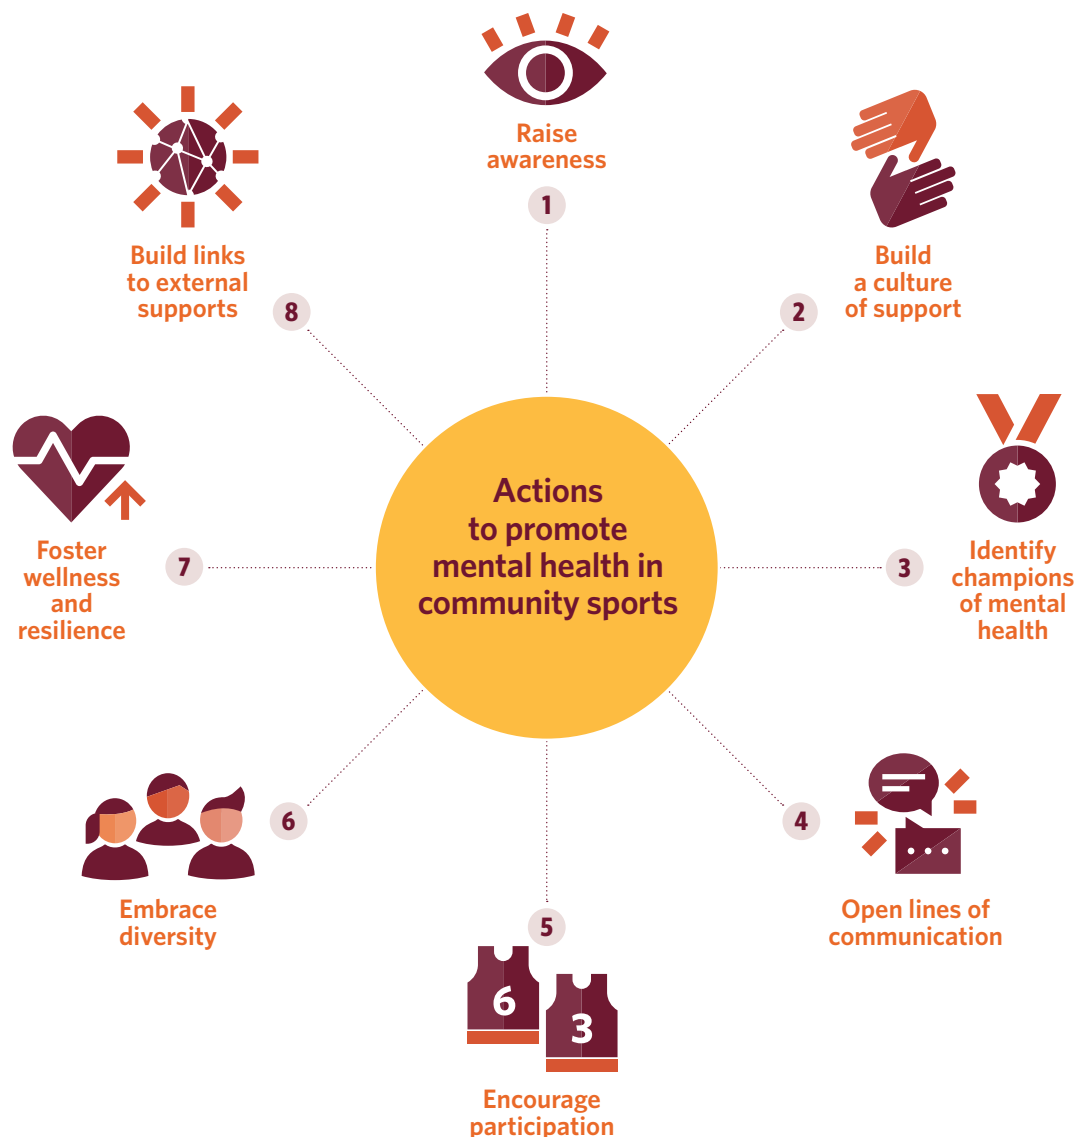 Raise
awareness
1
Build
a culture
of support
2
Identify
champions
of mental
health
3
Open lines of
communication
4
5
6
3
Encourage
participation
6
Embrace
diversity
7
Foster
wellness
and
resilience
8
Build links
to external
supports
Actions
to promote
mental health in
community sports